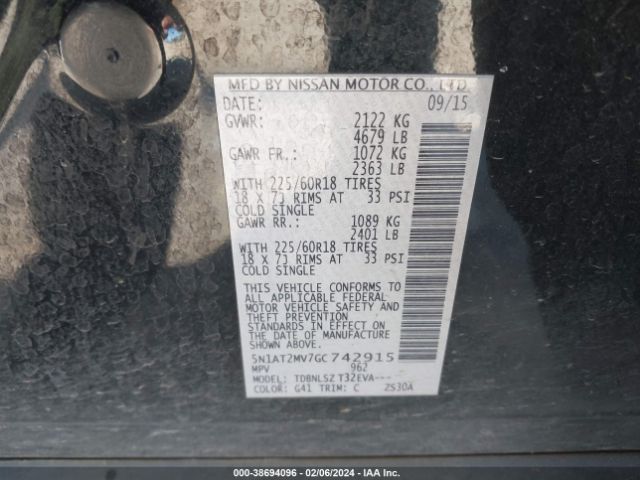 MFD BY NISSAN MOTOR CO., LTD.
DATE: 09/15
GVWR: 2122 KG
4679 LB
GAWR FR.: 1072 KG
2363 LB
WITH 225/60R18 TIRES
18 X 7J RIMS AT 33 PSI
COLD SINGLE
GAWR RR.: 1089 KG
2401 LB
WITH 225/60R18 TIRES
18 X 7J RIMS AT 33 PSI
COLD SINGLE
THIS VEHICLE CONFORMS TO
ALL APPLICABLE FEDERAL
MOTOR VEHICLE SAFETY AND
THEFT PREVENTION
STANDARDS IN EFFECT ON
THE DATE OF MANUFACTURE
SHOWN ABOVE.
5N1AT2MV7GC742915
MPV 962
MODEL: TDBNLSZ T32EVA---
COLOR: G41 TRIM: C ZS30A
000-38694096 - 02/06/2024 - IAA Inc.